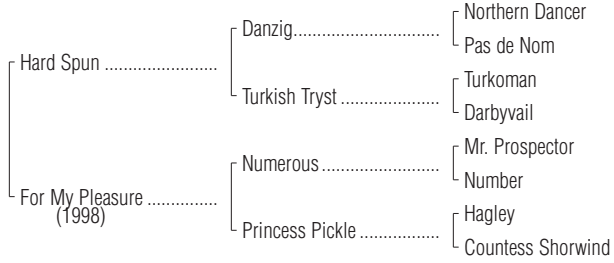 Northern Dancer
Danzig......................................
Pas de Nom
Hard Spun .............................
Turkoman
Turkish Tryst .........................
Darbyvail
Mr. Prospector
Numerous..............................
Number
For My Pleasure ..................
(1998)
Hagley
Princess Pickle ....................
Countess Shorwind